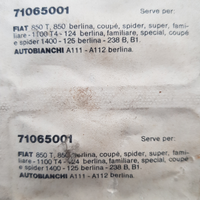 71065001 Serve per:
FIAT 850 T, 850 berlina, coupé, spider, super, fami-
liare - 1100 T4 - 124 berlina, familiare, special, coupé
e spider 1400 - 125 berlina - 238 B, B1.
AUTOBIANCHI A111 - A112 berlina.
71065001 Serve per:
FIAT 850 T, 850 berlina, coupé, spider, super, fami-
liare - 1100 T4 - 124 berlina, familiare, special, coupé
e spider 1400 - 125 berlina - 238 B, B1.
AUTOBIANCHI A111 - A112 berlina.